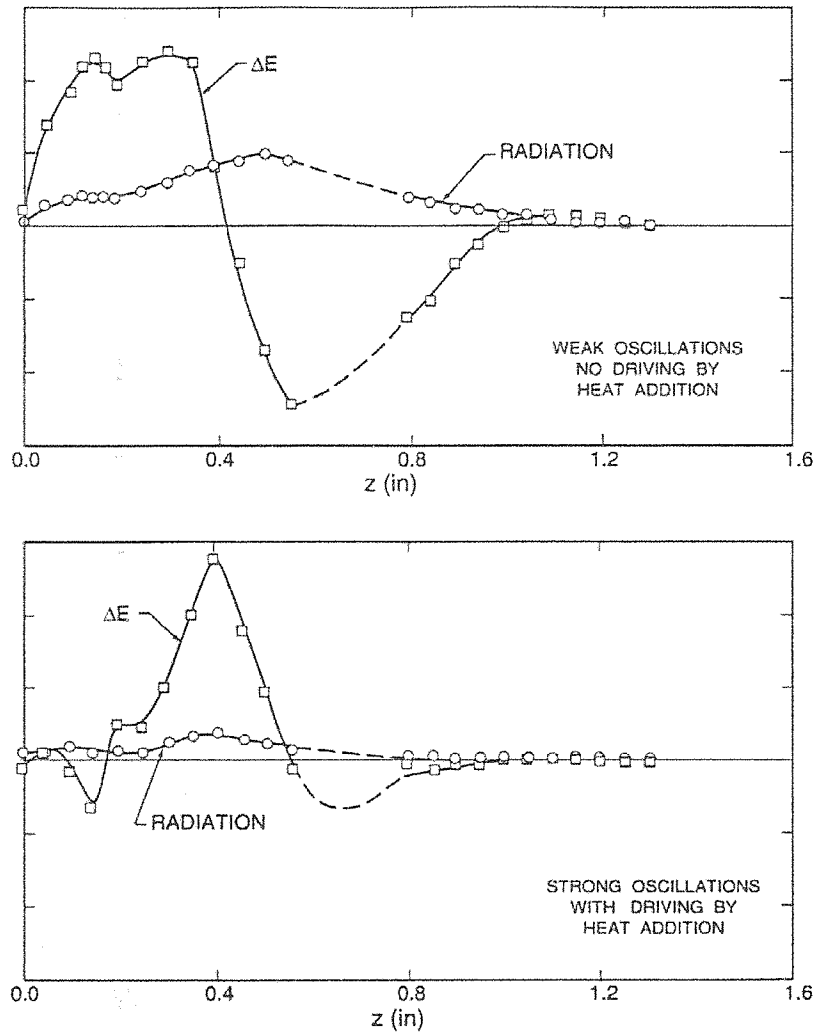 ΔE
RADIATION
WEAK OSCILLATIONS
NO DRIVING BY
HEAT ADDITION
0.0 0.4 0.8 1.2 1.6
z (in)
ΔE
RADIATION
STRONG OSCILLATIONS
WITH DRIVING BY
HEAT ADDITION
0.0 0.4 0.8 1.2 1.6
z (in)